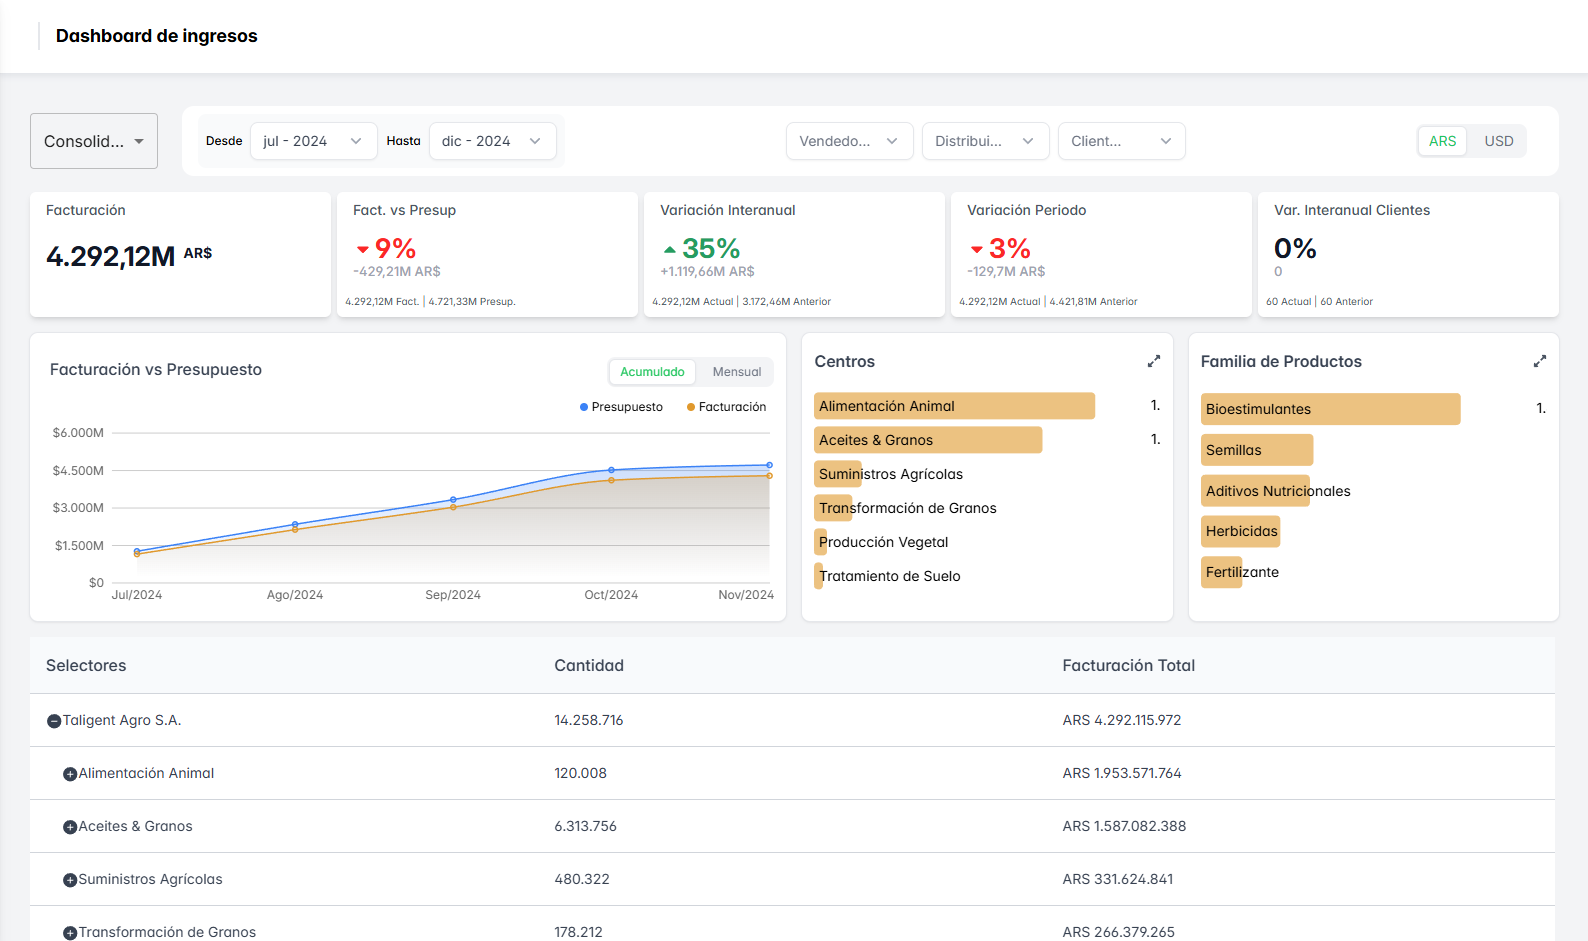 Dashboard de ingresos
Consolid...
Desde
jul - 2024
Hasta
dic - 2024
Vendedo...
Distribui...
Client...
ARS
USD
Facturación
4.292,12M AR$
Fact. vs Presup
9%
-429,21M AR$
4.292,12M Fact. | 4.721,33M Presup.
Variación Interanual
35%
+1.119,66M AR$
4.292,12M Actual | 3.172,46M Anterior
Variación Periodo
3%
-129,7M AR$
4.292,12M Actual | 4.421,81M Anterior
Var. Interanual Clientes
0%
0
60 Actual | 60 Anterior
Facturación vs Presupuesto
Acumulado
Mensual
Presupuesto
Facturación
$6.000M
$4.500M
$3.000M
$1.500M
$0
Jul/2024
Ago/2024
Sep/2024
Oct/2024
Nov/2024
Centros
Alimentación Animal 1.
Aceites & Granos 1.
Suministros Agrícolas
Transformación de Granos
Producción Vegetal
Tratamiento de Suelo
Familia de Productos
Bioestimulantes 1.
Semillas
Aditivos Nutricionales
Herbicidas
Fertilizante
Selectores Cantidad Facturación Total
Taligent Agro S.A. 14.258.716 ARS 4.292.115.972
Alimentación Animal 120.008 ARS 1.953.571.764
Aceites & Granos 6.313.756 ARS 1.587.082.388
Suministros Agrícolas 480.322 ARS 331.624.841
Transformación de Granos 178.212 ARS 266.379.265